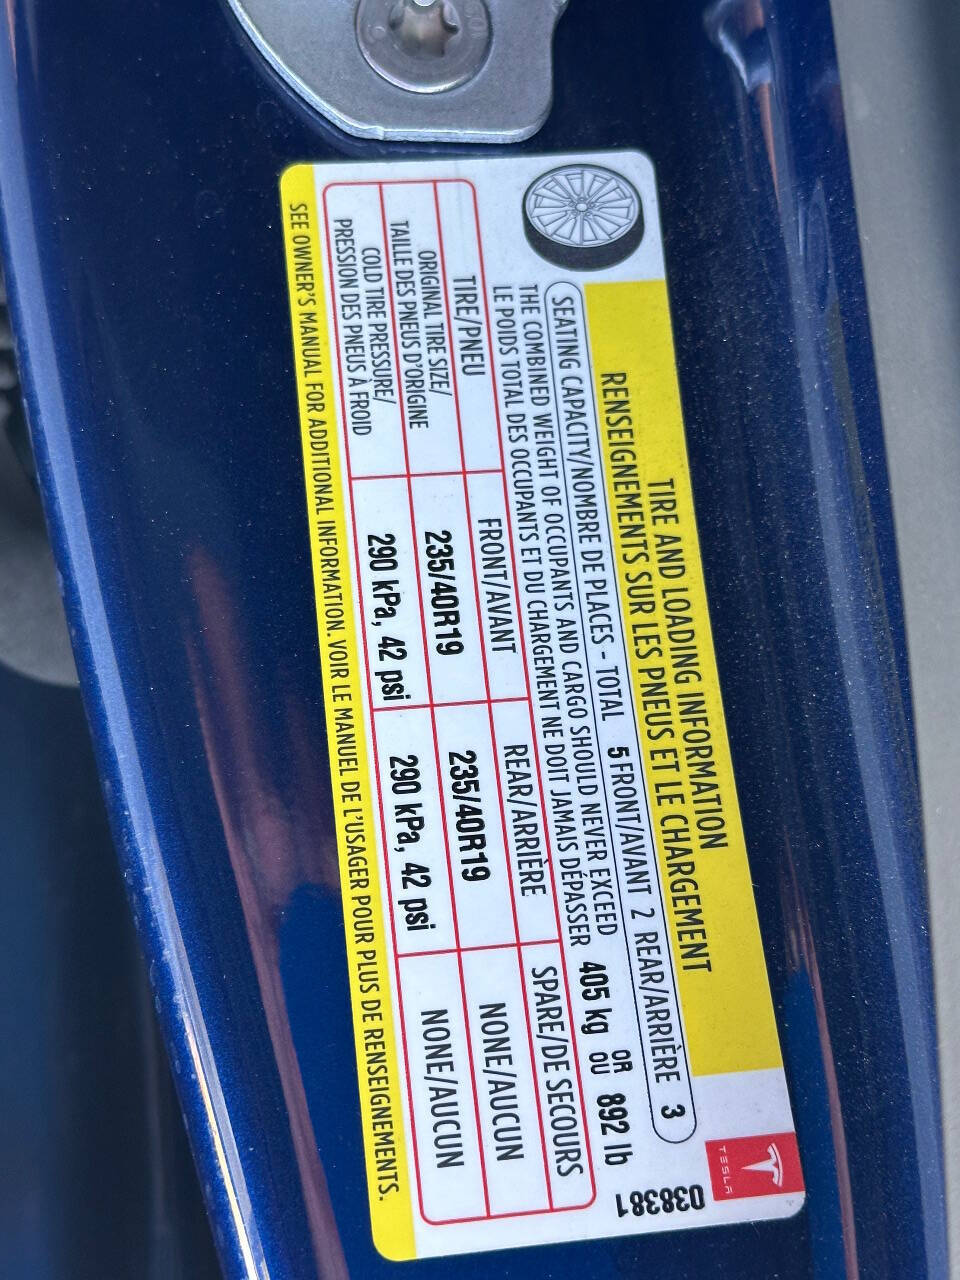 TIRE AND LOADING INFORMATION
RENSEIGNEMENTS SUR LES PNEUS ET LE CHARGEMENT
TESLA
SEATING CAPACITY/NOMBRE DE PLACES - TOTAL 5 FRONT/AVANT 2 REAR/ARRIÈRE 3
THE COMBINED WEIGHT OF OCCUPANTS AND CARGO SHOULD NEVER EXCEED
LE POIDS TOTAL DES OCCUPANTS ET DU CHARGEMENT NE DOIT JAMAIS DÉPASSER
405 kg OR OU 892 lb
038381
TIRE/PNEU FRONT/AVANT REAR/ARRIÈRE SPARE/DE SECOURS
ORIGINAL TIRE SIZE/
TAILLE DES PNEUS D'ORIGINE
235/40R19 235/40R19 NONE/AUCUN
COLD TIRE PRESSURE/
PRESSION DES PNEUS À FROID
290 kPa, 42 psi 290 kPa, 42 psi NONE/AUCUN
SEE OWNER'S MANUAL FOR ADDITIONAL INFORMATION. VOIR LE MANUEL DE L'USAGER POUR PLUS DE RENSEIGNEMENTS.